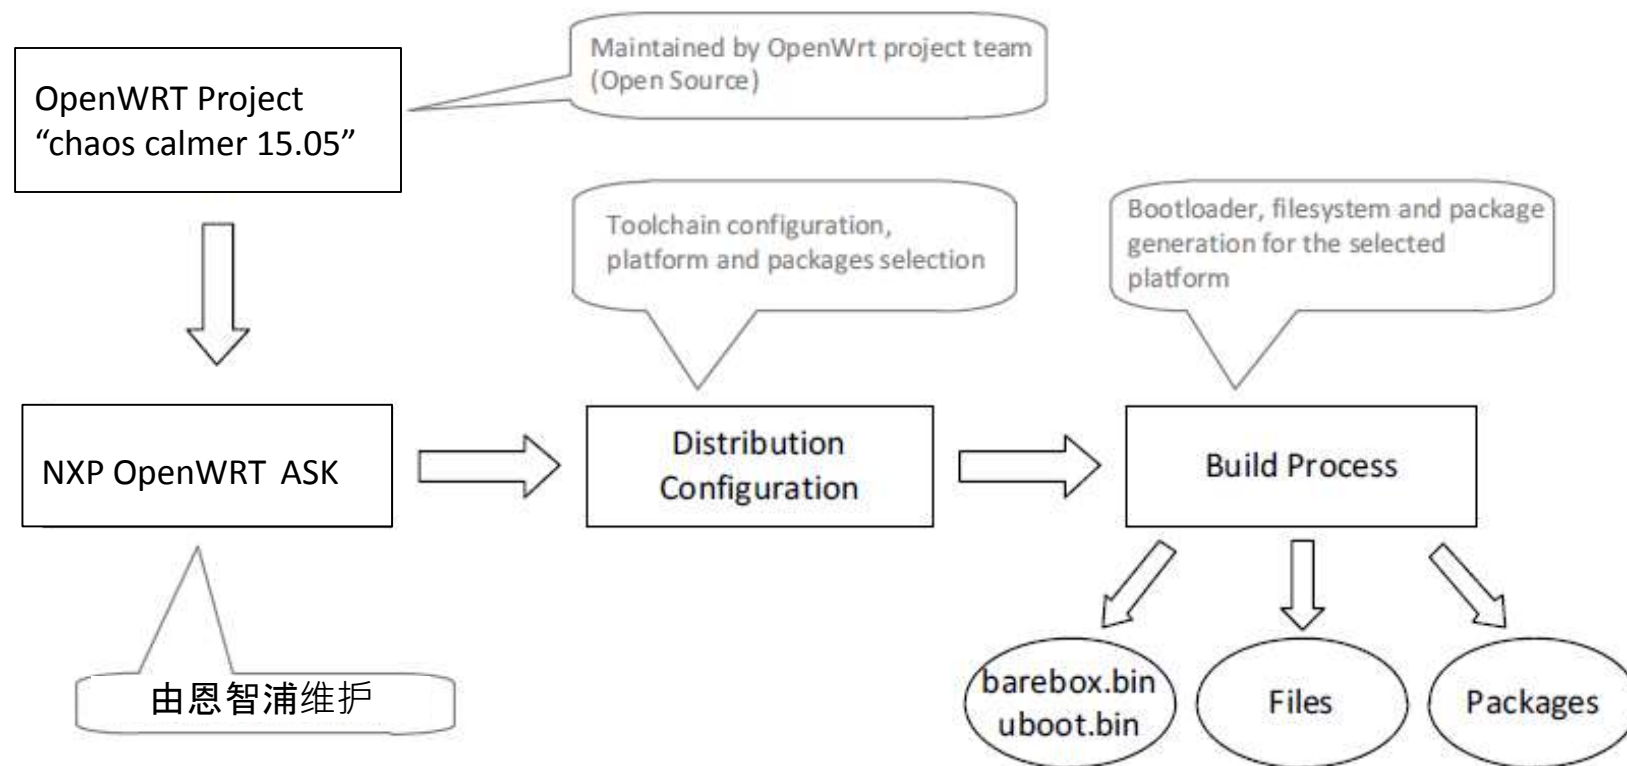 Maintained by OpenWrt project team
(Open Source)
OpenWRT Project
“chaos calmer 15.05”
Toolchain configuration,
platform and packages selection
Bootloader, filesystem and package
generation for the selected
platform
NXP OpenWRT ASK
Distribution
Configuration
Build Process
由恩智浦维护
barebox.bin
uboot.bin
Files
Packages